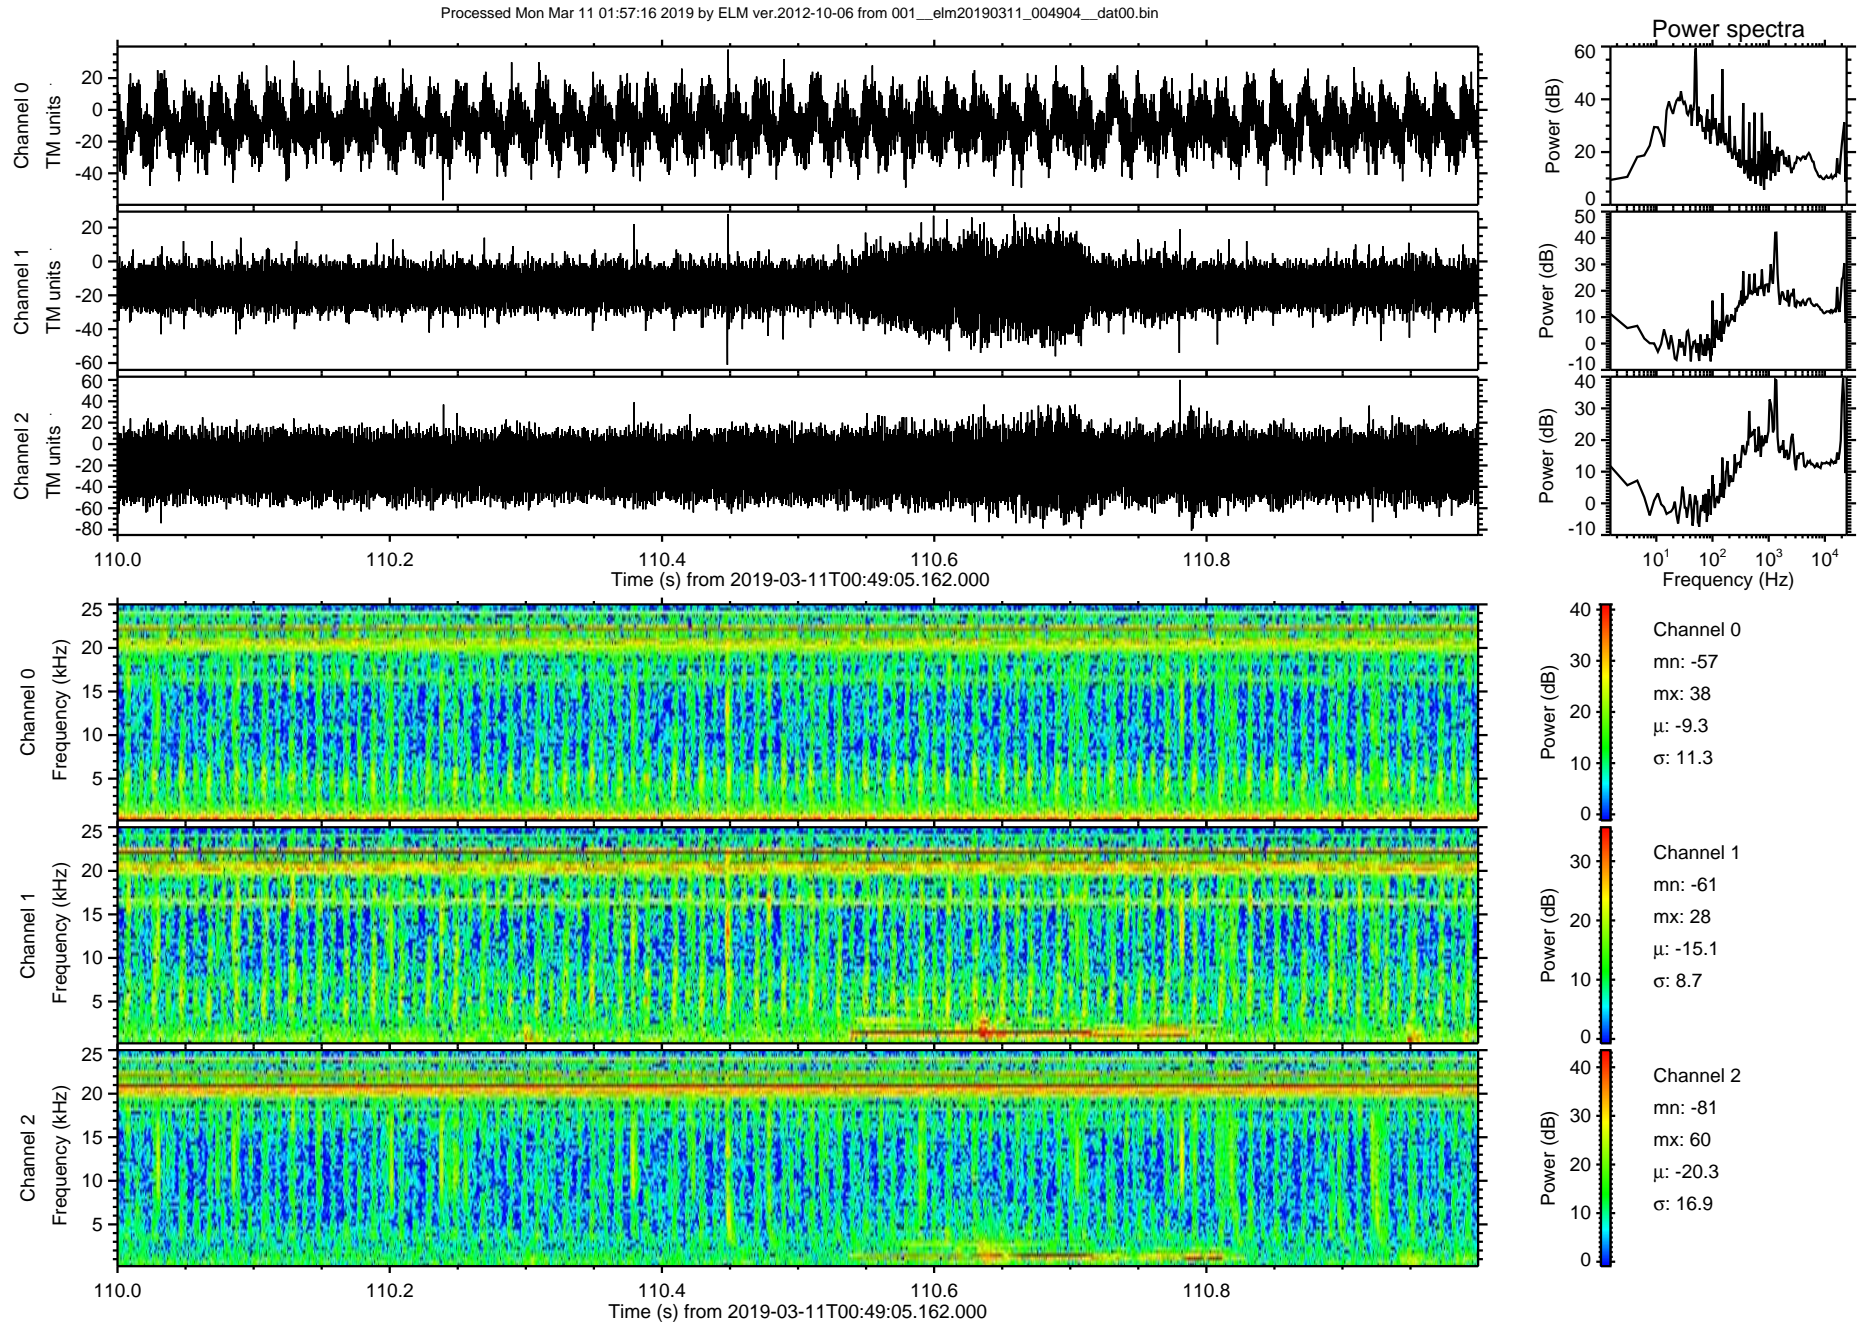 Processed Mon Mar 11 01:57:16 2019 by ELM ver.2012-10-06 from 001__elm20190311_004904__dat00.bin
Power spectra
Channel 0
TM units
20
0
-20
-40
Power (dB)
60
40
20
0
Channel 1
TM units
20
0
-20
-40
-60
Power (dB)
50
40
30
20
10
0
-10
Channel 2
TM units
60
40
20
0
-20
-40
-60
-80
Power (dB)
40
30
20
10
0
-10
110.0 110.2 110.4 110.6 110.8
Time (s) from 2019-03-11T00:49:05.162.000
10^1 10^2 10^3 10^4
Frequency (Hz)
Channel 0
Frequency (kHz)
25
20
15
10
5
Power (dB)
40
30
20
10
0
Channel 0
mn: -57
mx: 38
μ: -9.3
σ: 11.3
Channel 1
Frequency (kHz)
25
20
15
10
5
Power (dB)
30
20
10
0
Channel 1
mn: -61
mx: 28
μ: -15.1
σ: 8.7
Channel 2
Frequency (kHz)
25
20
15
10
5
Power (dB)
40
30
20
10
0
Channel 2
mn: -81
mx: 60
μ: -20.3
σ: 16.9
110.0 110.2 110.4 110.6 110.8
Time (s) from 2019-03-11T00:49:05.162.000